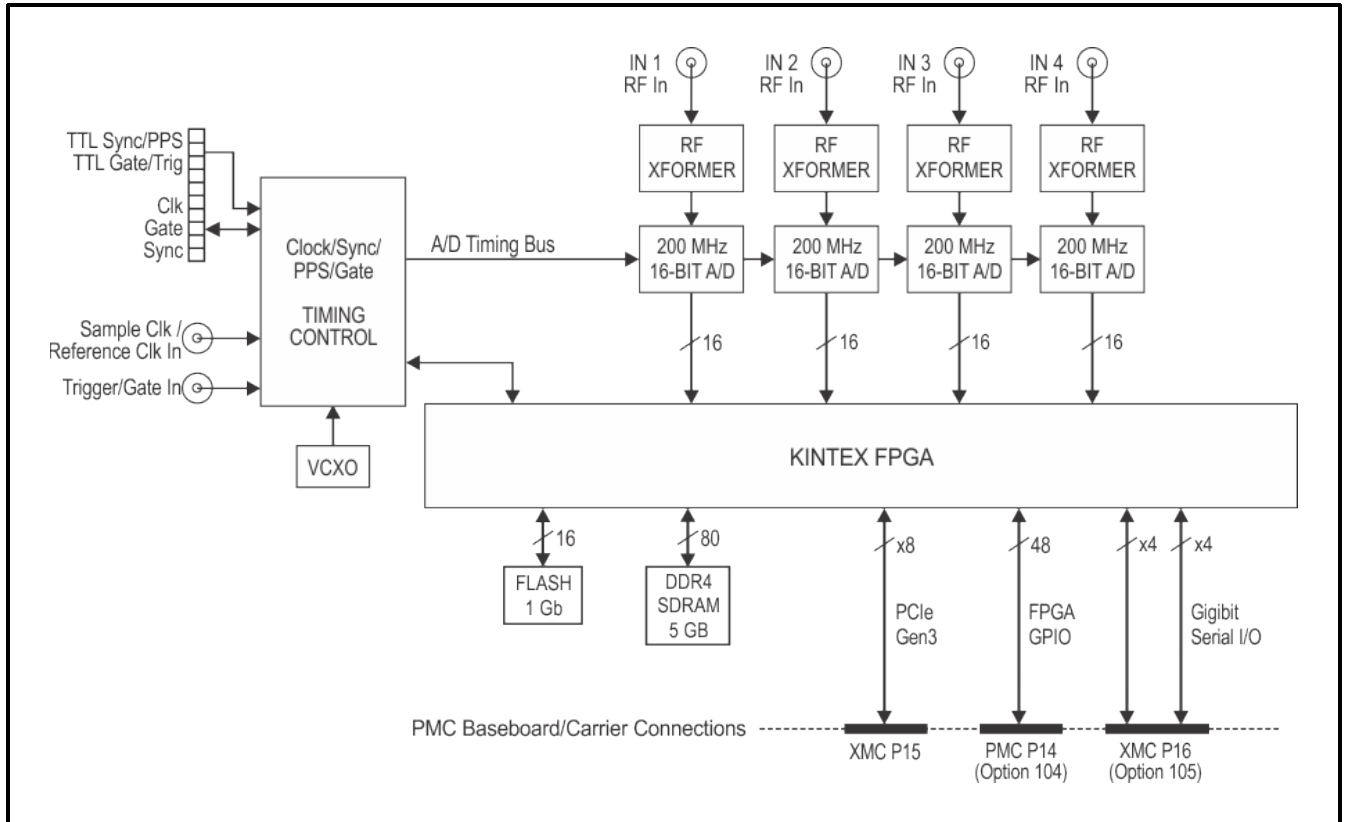 IN 1
RF In
IN 2
RF In
IN 3
RF In
IN 4
RF In
RF
XFORMER
RF
XFORMER
RF
XFORMER
RF
XFORMER
TTL Sync/PPS
TTL Gate/Trig
Clk
Gate
Sync
Clock/Sync/
PPS/Gate
TIMING
CONTROL
A/D Timing Bus
200 MHz
16-BIT A/D
200 MHz
16-BIT A/D
200 MHz
16-BIT A/D
200 MHz
16-BIT A/D
Sample Clk /
Reference Clk In
Trigger/Gate In
16
16
16
16
VCXO
KINTEX FPGA
16
80
x8
48
x4
x4
FLASH
1 Gb
DDR4
SDRAM
5 GB
PCIe
Gen3
FPGA
GPIO
Gigibit
Serial I/O
PMC Baseboard/Carrier Connections
XMC P15
PMC P14
(Option 104)
XMC P16
(Option 105)